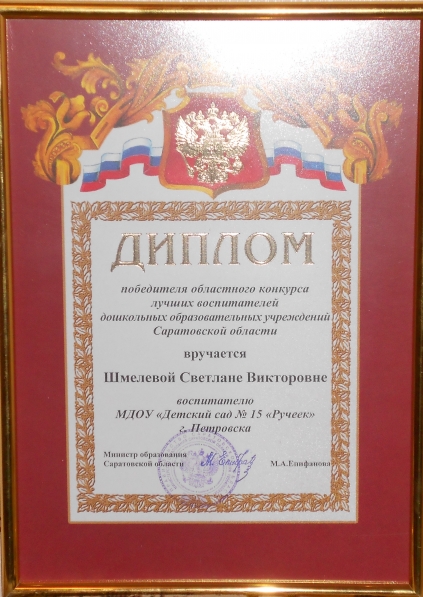 ДИПЛОМ
победителя областного конкурса
лучших воспитателей
дошкольных образовательных учреждений
Саратовской области
вручается
Шмелевой Светлане Викторовне
воспитателю
МДОУ «Детский сад № 15 «Ручеек»
г. Петровска
Министр образования
Саратовской области М.А.Епифанова